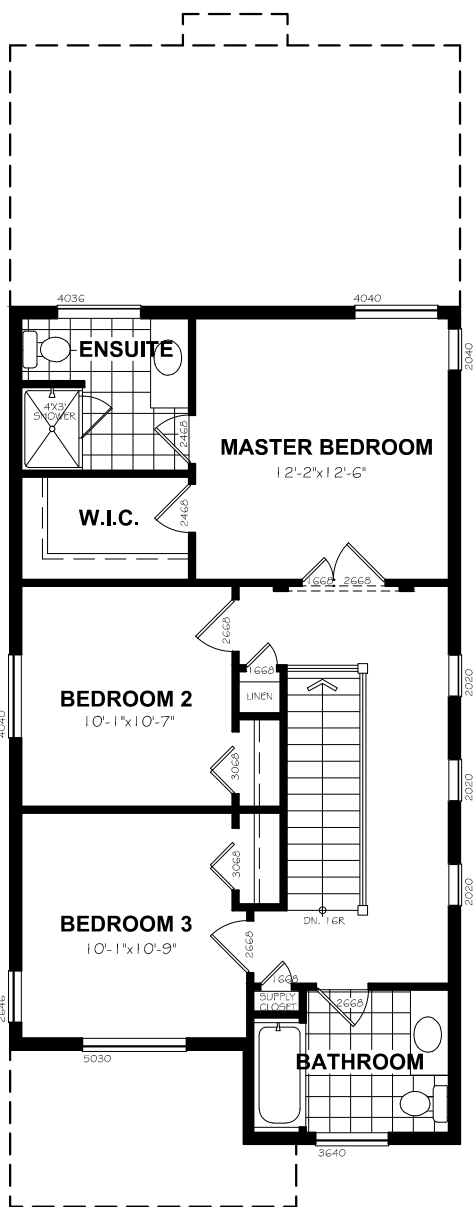 4036
4040
2040
ENSUITE
4'X3'
SHOWER
2468
MASTER BEDROOM
12'-2"x12'-6"
W.I.C.
2468
1668
2668
2668
1668
LINEN
2020
BEDROOM 2
10'-1"x10'-7"
4040
3068
2020
3068
2020
BEDROOM 3
10'-1"x10'-9"
DN. 16R
2668
1668
SUPPLY
CLOSET
2668
2646
5030
BATHROOM
3640